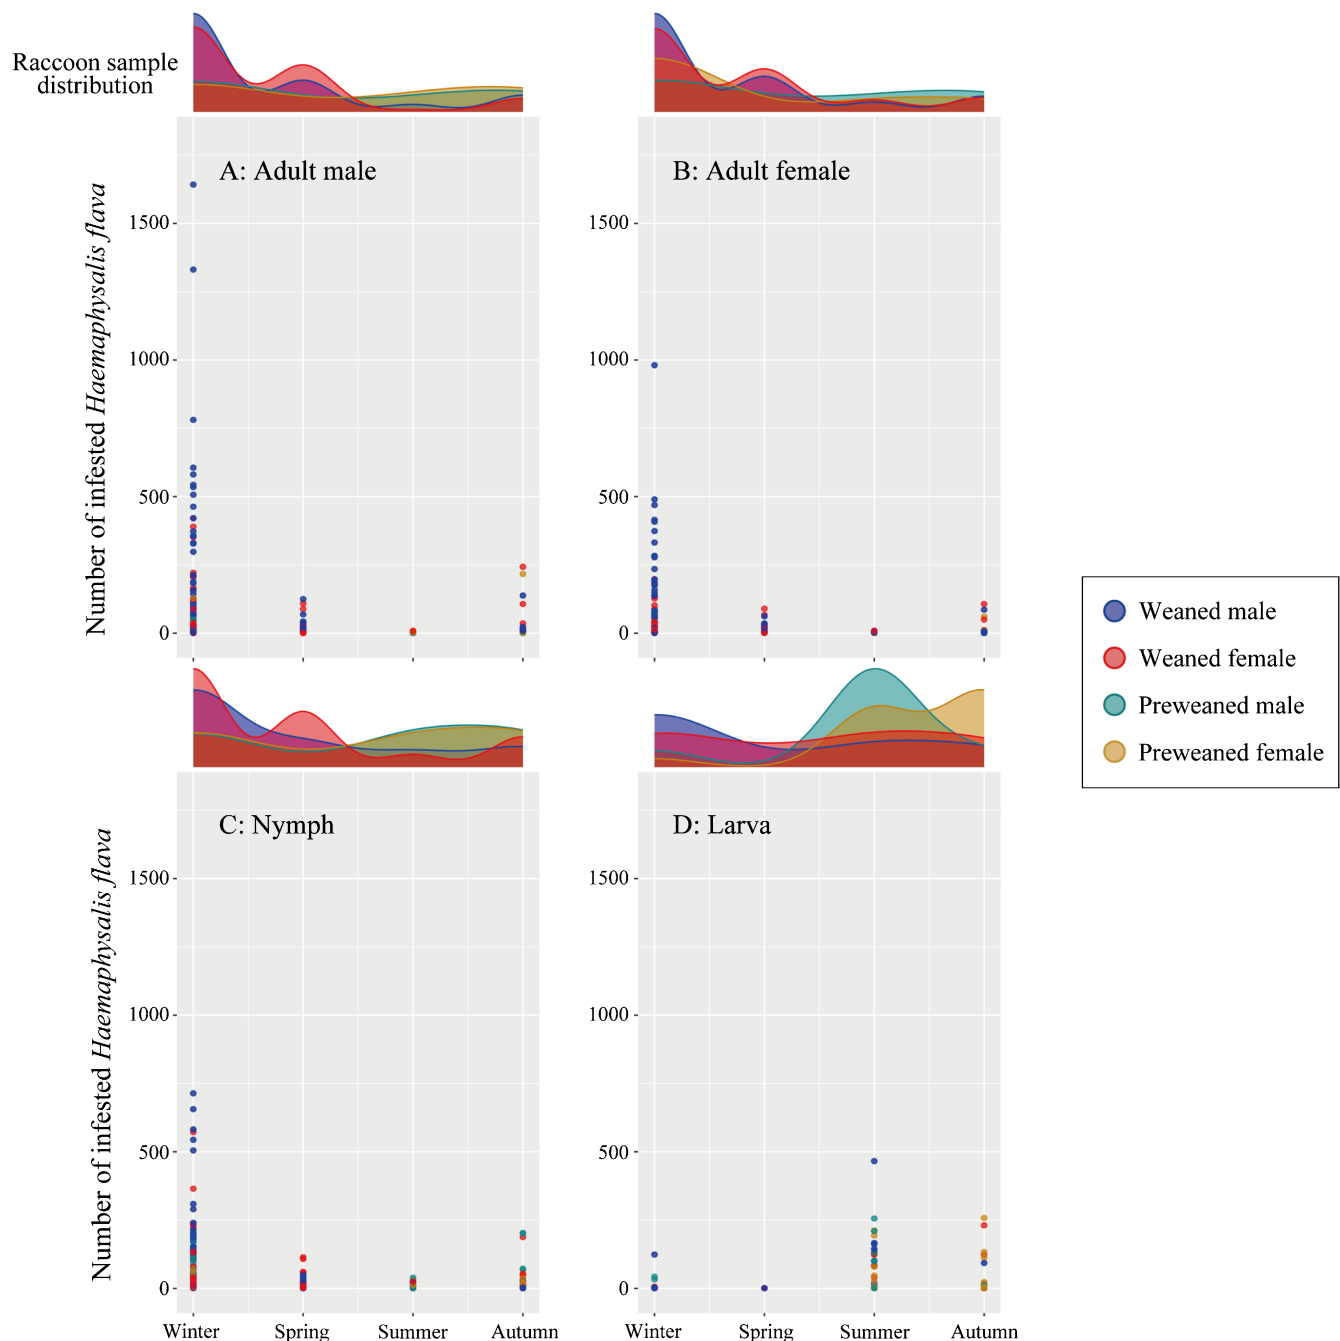 Raccoon sample
distribution
A: Adult male
B: Adult female
Number of infested Haemaphysalis flava
1500
1000
500
0
1500
1000
500
0
Weaned male
Weaned female
Preweaned male
Preweaned female
C: Nymph
D: Larva
Number of infested Haemaphysalis flava
1500
1000
500
0
1500
1000
500
0
Winter Spring Summer Autumn
Winter Spring Summer Autumn